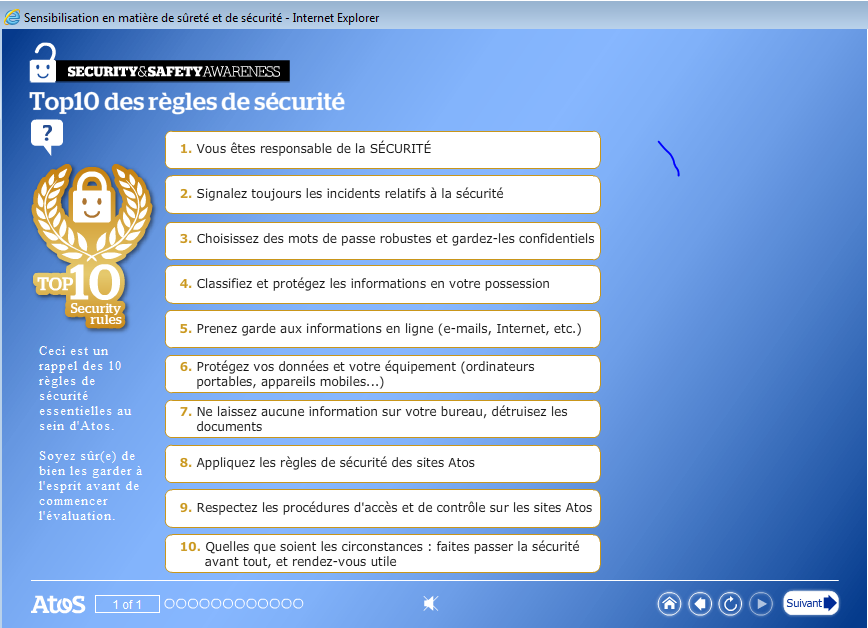 Sensibilisation en matière de sûreté et de sécurité - Internet Explorer
SECURITY&SAFETYAWARENESS
Top10 des règles de sécurité
?
1. Vous êtes responsable de la SÉCURITÉ
2. Signalez toujours les incidents relatifs à la sécurité
3. Choisissez des mots de passe robustes et gardez-les confidentiels
4. Classifiez et protégez les informations en votre possession
5. Prenez garde aux informations en ligne (e-mails, Internet, etc.)
6. Protégez vos données et votre équipement (ordinateurs
portables, appareils mobiles...)
7. Ne laissez aucune information sur votre bureau, détruisez les
documents
8. Appliquez les règles de sécurité des sites Atos
9. Respectez les procédures d'accès et de contrôle sur les sites Atos
10. Quelles que soient les circonstances : faites passer la sécurité
avant tout, et rendez-vous utile
TOP10
Security
rules
Ceci est un
rappel des 10
règles de
sécurité
essentielles au
sein d'Atos.
Soyez sûr(e) de
bien les garder à
l'esprit avant de
commencer
l'évaluation.
Atos
1 of 1
Suivant